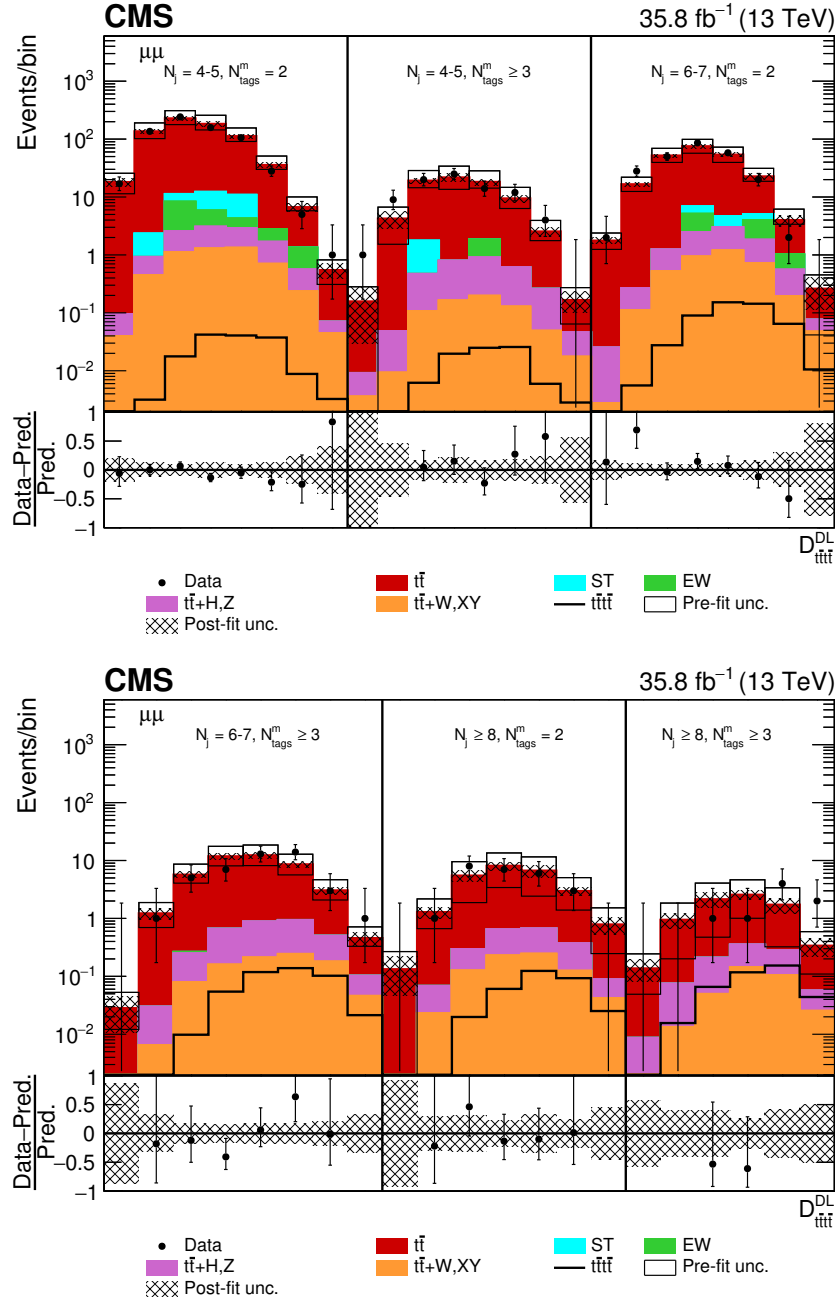 CMS 35.8 fb⁻¹ (13 TeV)
Events/bin
μμ
N_j = 4-5, N^m_tags = 2
N_j = 4-5, N^m_tags ≥ 3
N_j = 6-7, N^m_tags = 2
10³
10²
10
1
10⁻¹
10⁻²
Data−Pred.
Pred.
1
0.5
0
−0.5
−1
D^DL_tt̄tt̄
Data tt̄ ST EW
tt̄+H,Z tt̄+W,XY tt̄tt̄ Pre-fit unc.
Post-fit unc.
CMS 35.8 fb⁻¹ (13 TeV)
Events/bin
μμ
N_j = 6-7, N^m_tags ≥ 3
N_j ≥ 8, N^m_tags = 2
N_j ≥ 8, N^m_tags ≥ 3
10³
10²
10
1
10⁻¹
10⁻²
Data−Pred.
Pred.
1
0.5
0
−0.5
−1
D^DL_tt̄tt̄
Data tt̄ ST EW
tt̄+H,Z tt̄+W,XY tt̄tt̄ Pre-fit unc.
Post-fit unc.